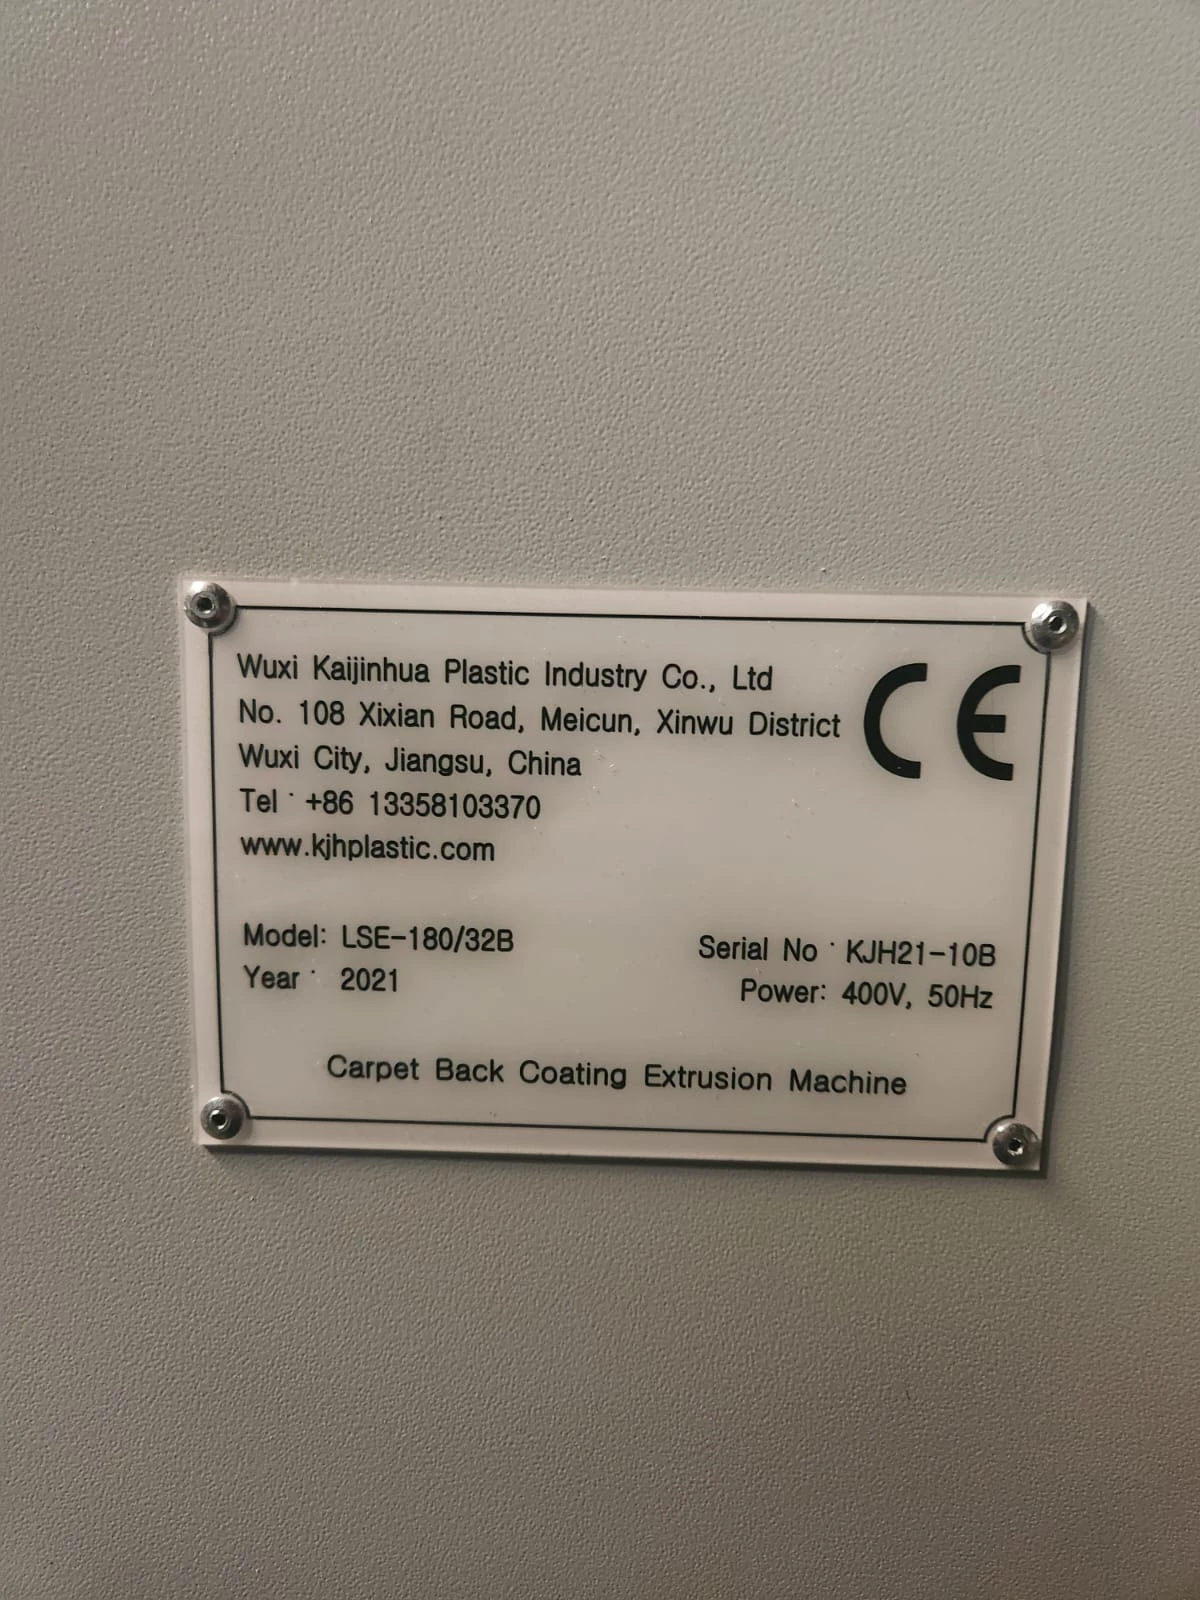 Wuxi Kaijinhua Plastic Industry Co., Ltd
No. 108 Xixian Road, Meicun, Xinwu District
Wuxi City, Jiangsu, China
Tel : +86 13358103370
www.kjhplastic.com
CE
Model: LSE-180/32B
Serial No : KJH21-10B
Year : 2021
Power: 400V, 50Hz
Carpet Back Coating Extrusion Machine